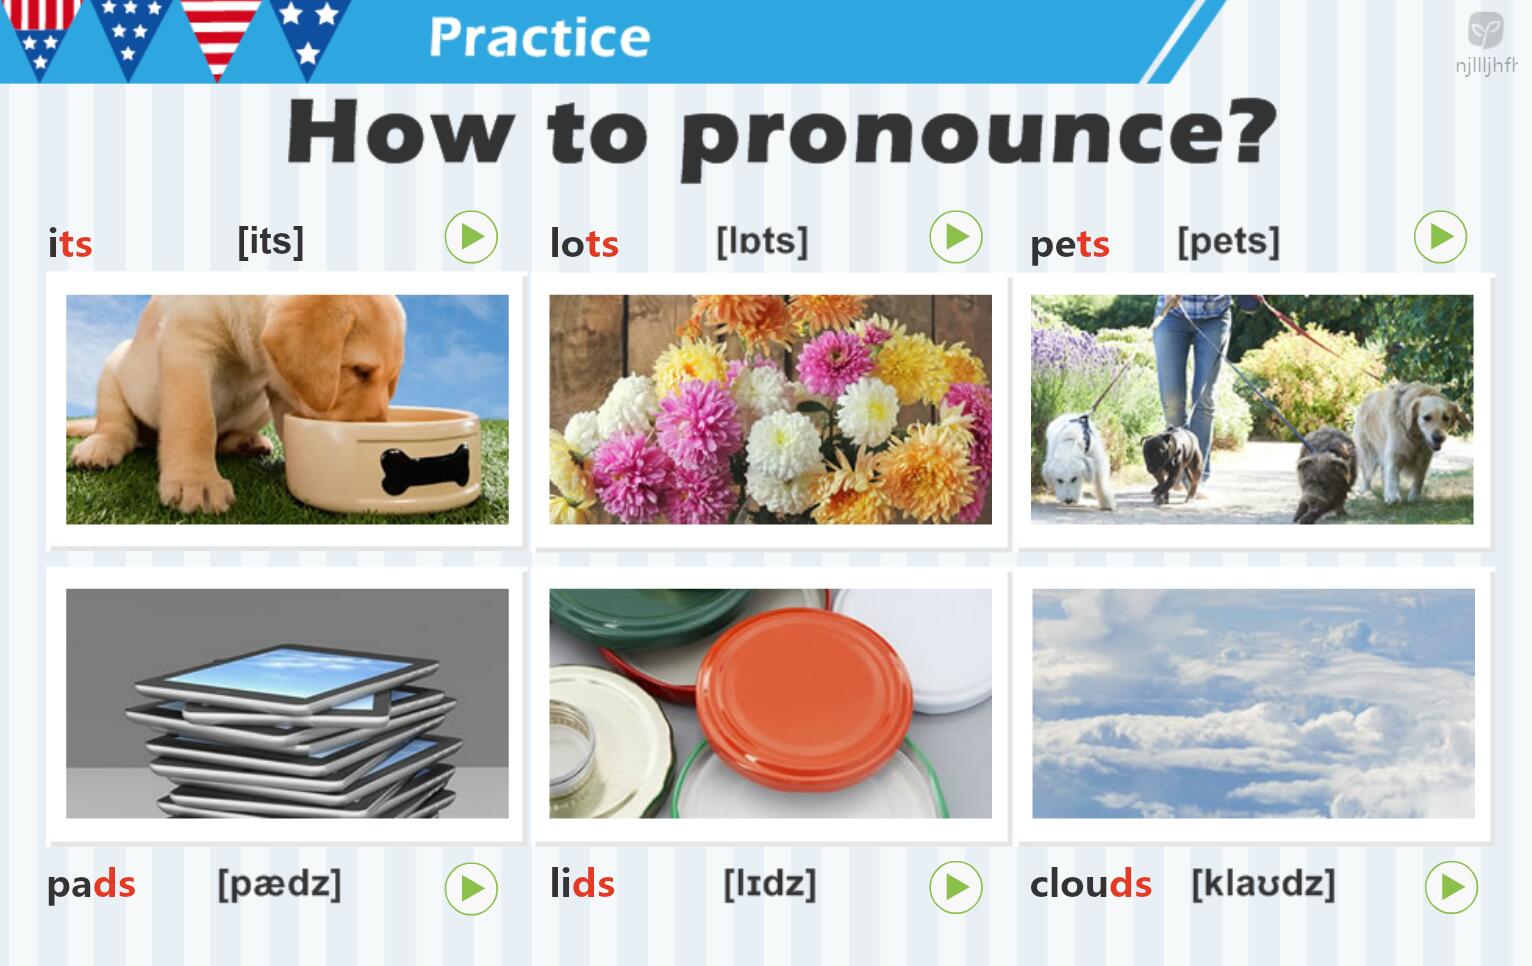 Practice
njllljhfh
How to pronounce?
its [its] lots [lɒts] pets [pets]
pads [pædz] lids [lɪdz] clouds [klaʊdz]